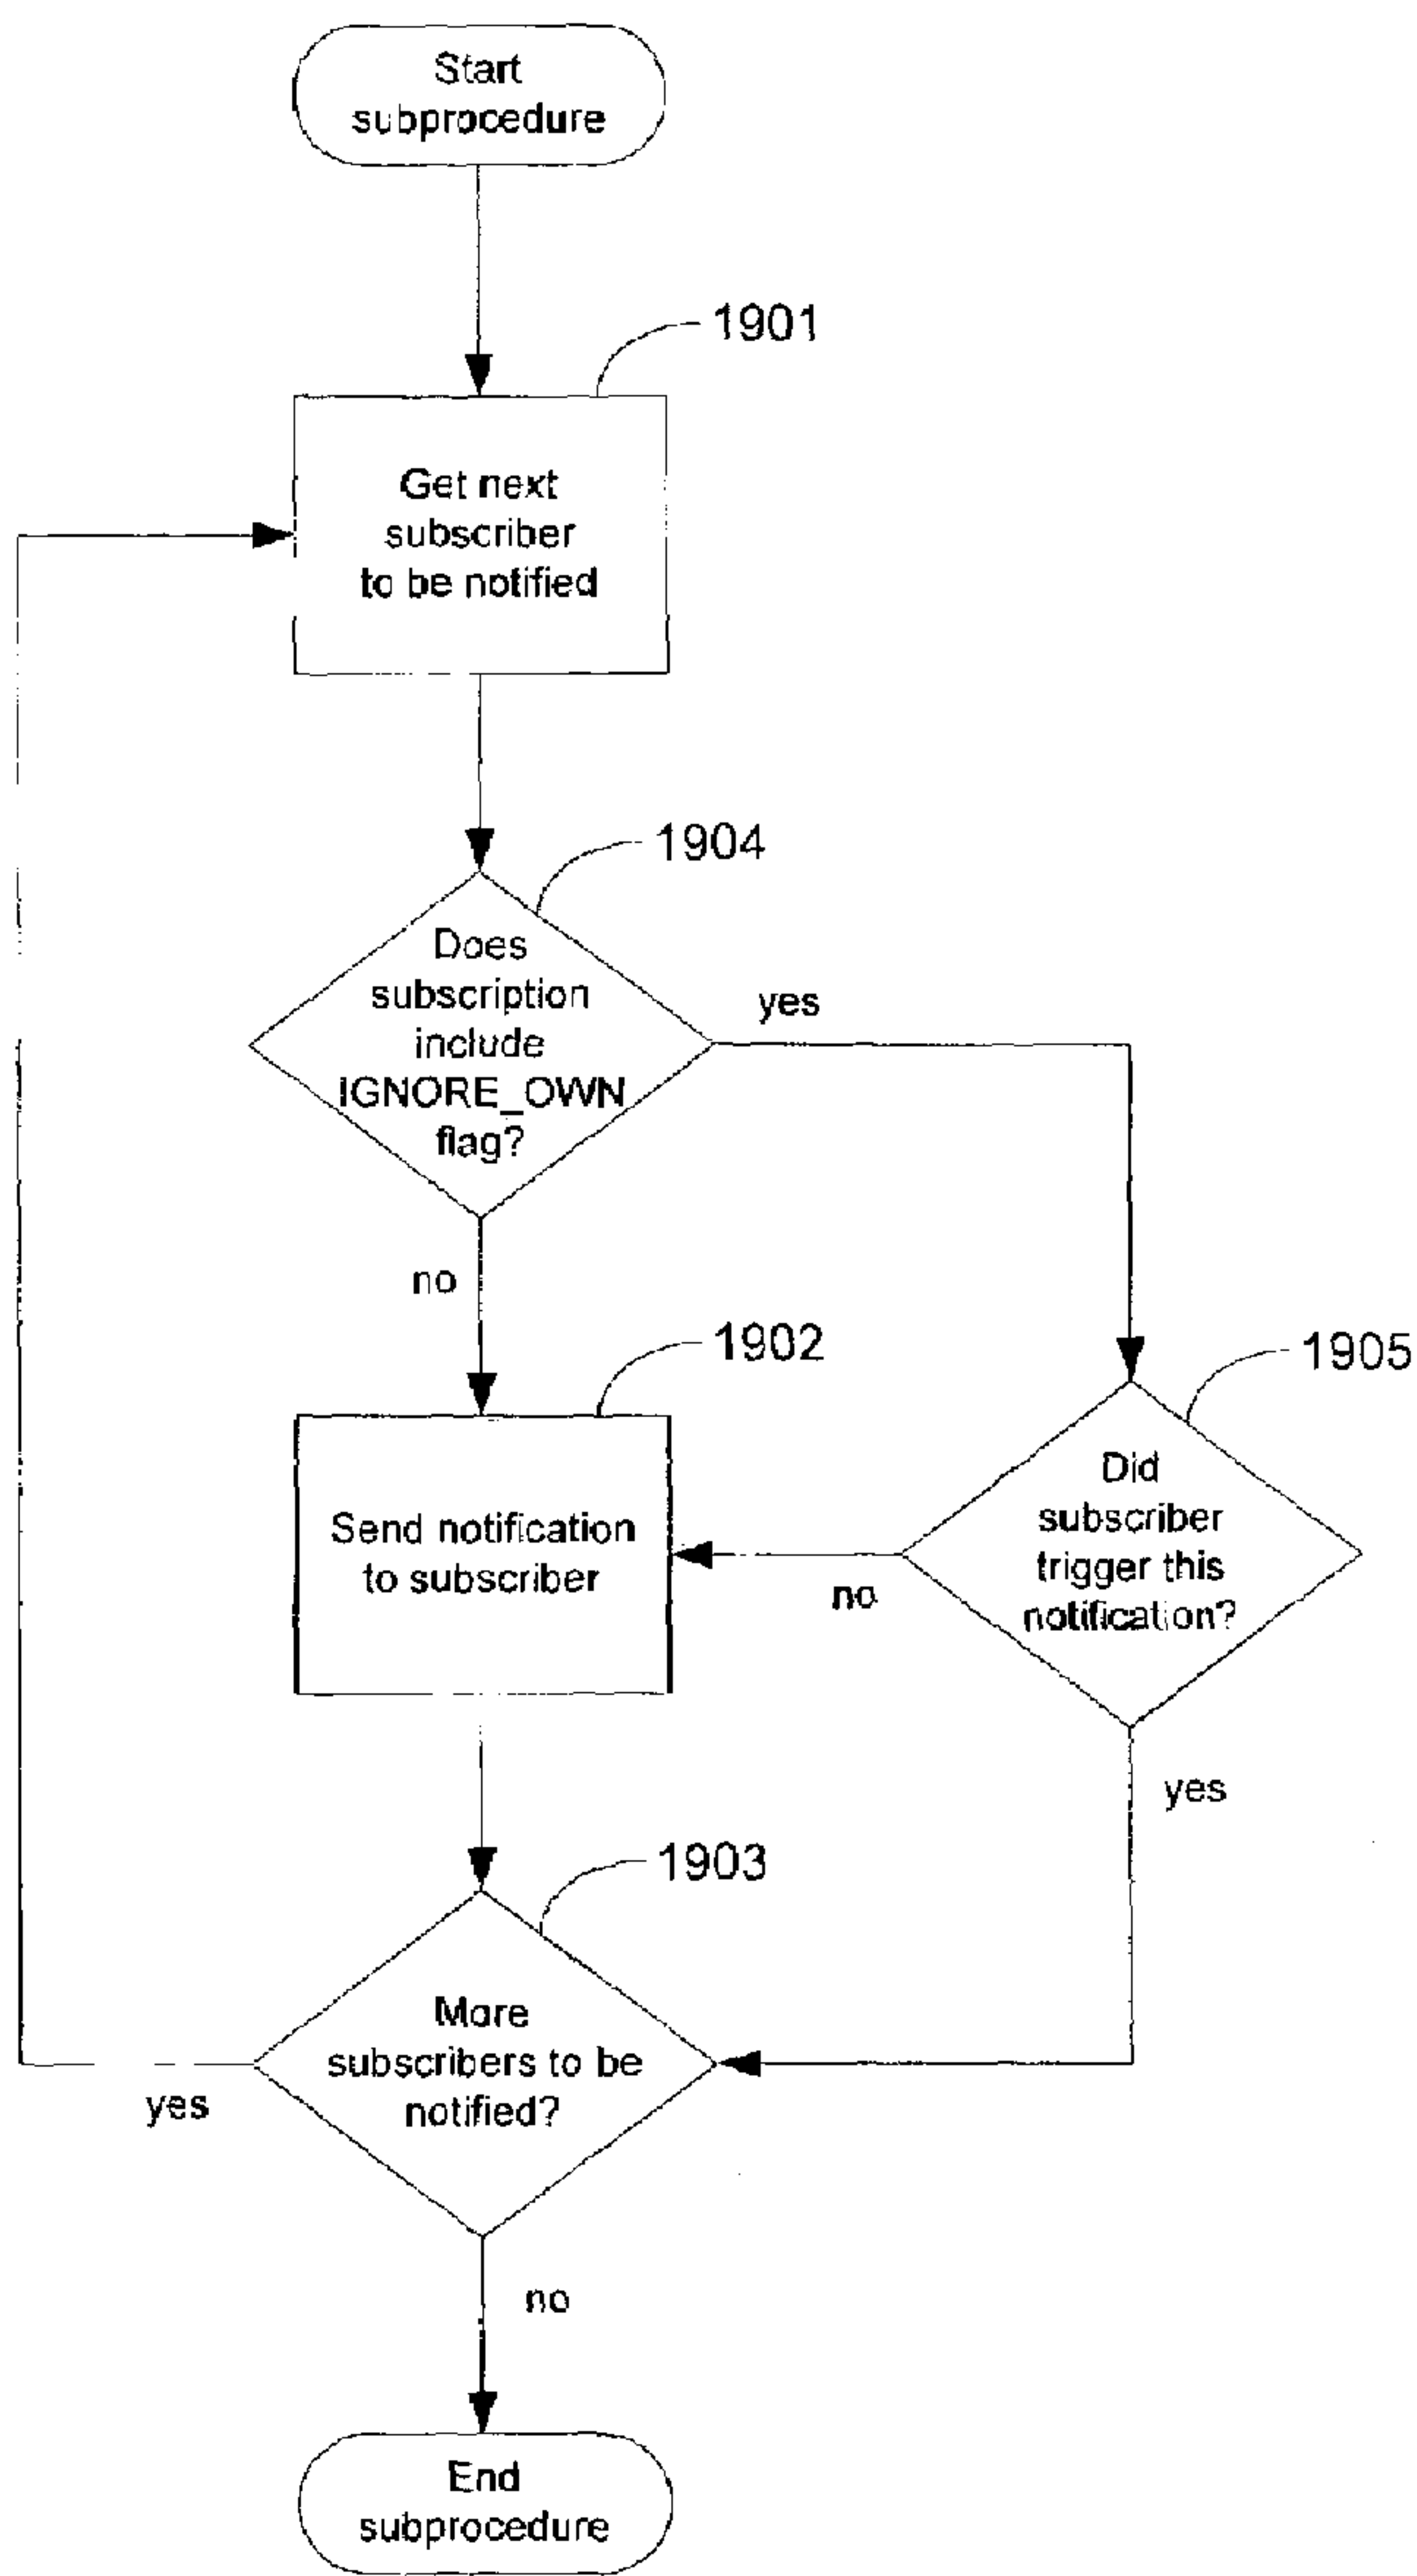 Start
subprocedure
1901
Get next
subscriber
to be notified
1904
Does
subscription
include
IGNORE_OWN
flag?
yes
no
1902
1905
Send notification
to subscriber
Did
subscriber
trigger this
notification?
no
yes
1903
More
subscribers to be
notified?
yes
no
End
subprocedure